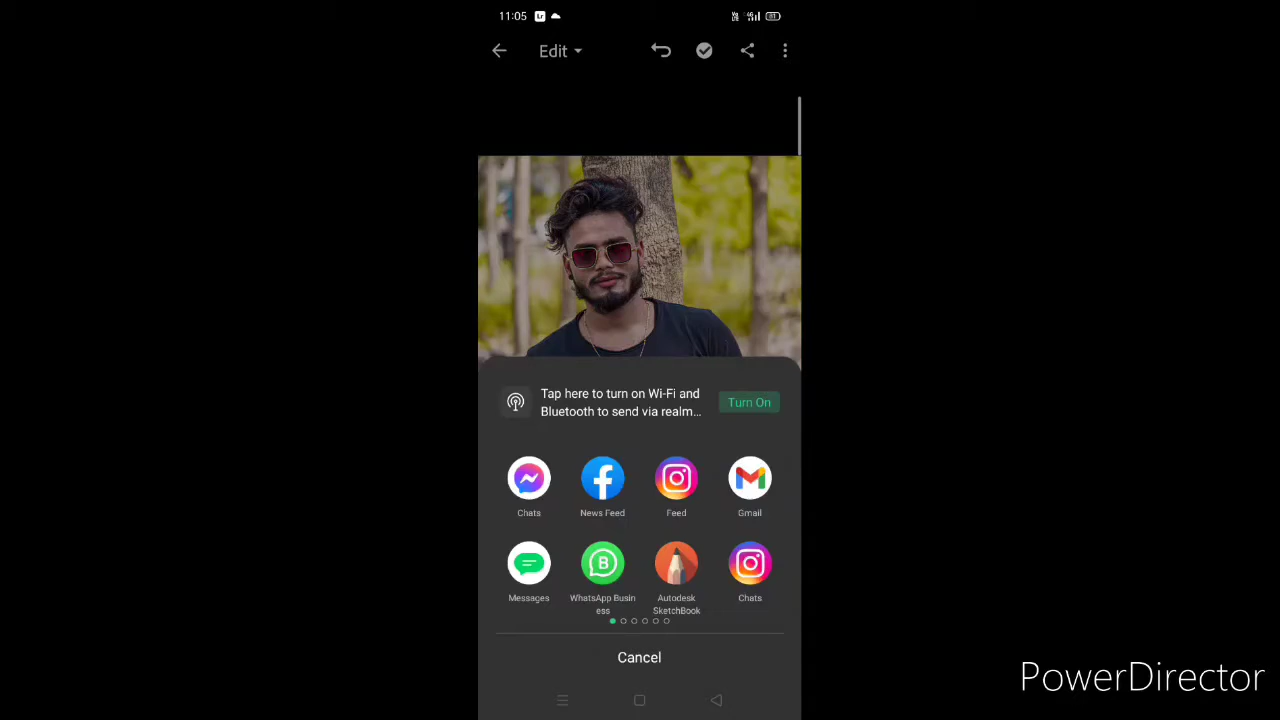 11:05
Edit
Tap here to turn on Wi-Fi and
Bluetooth to send via realm...
Turn On
Chats
News Feed
Feed
Gmail
Messages
WhatsApp Busin
ess
Autodesk
SketchBook
Chats
Cancel
PowerDirector